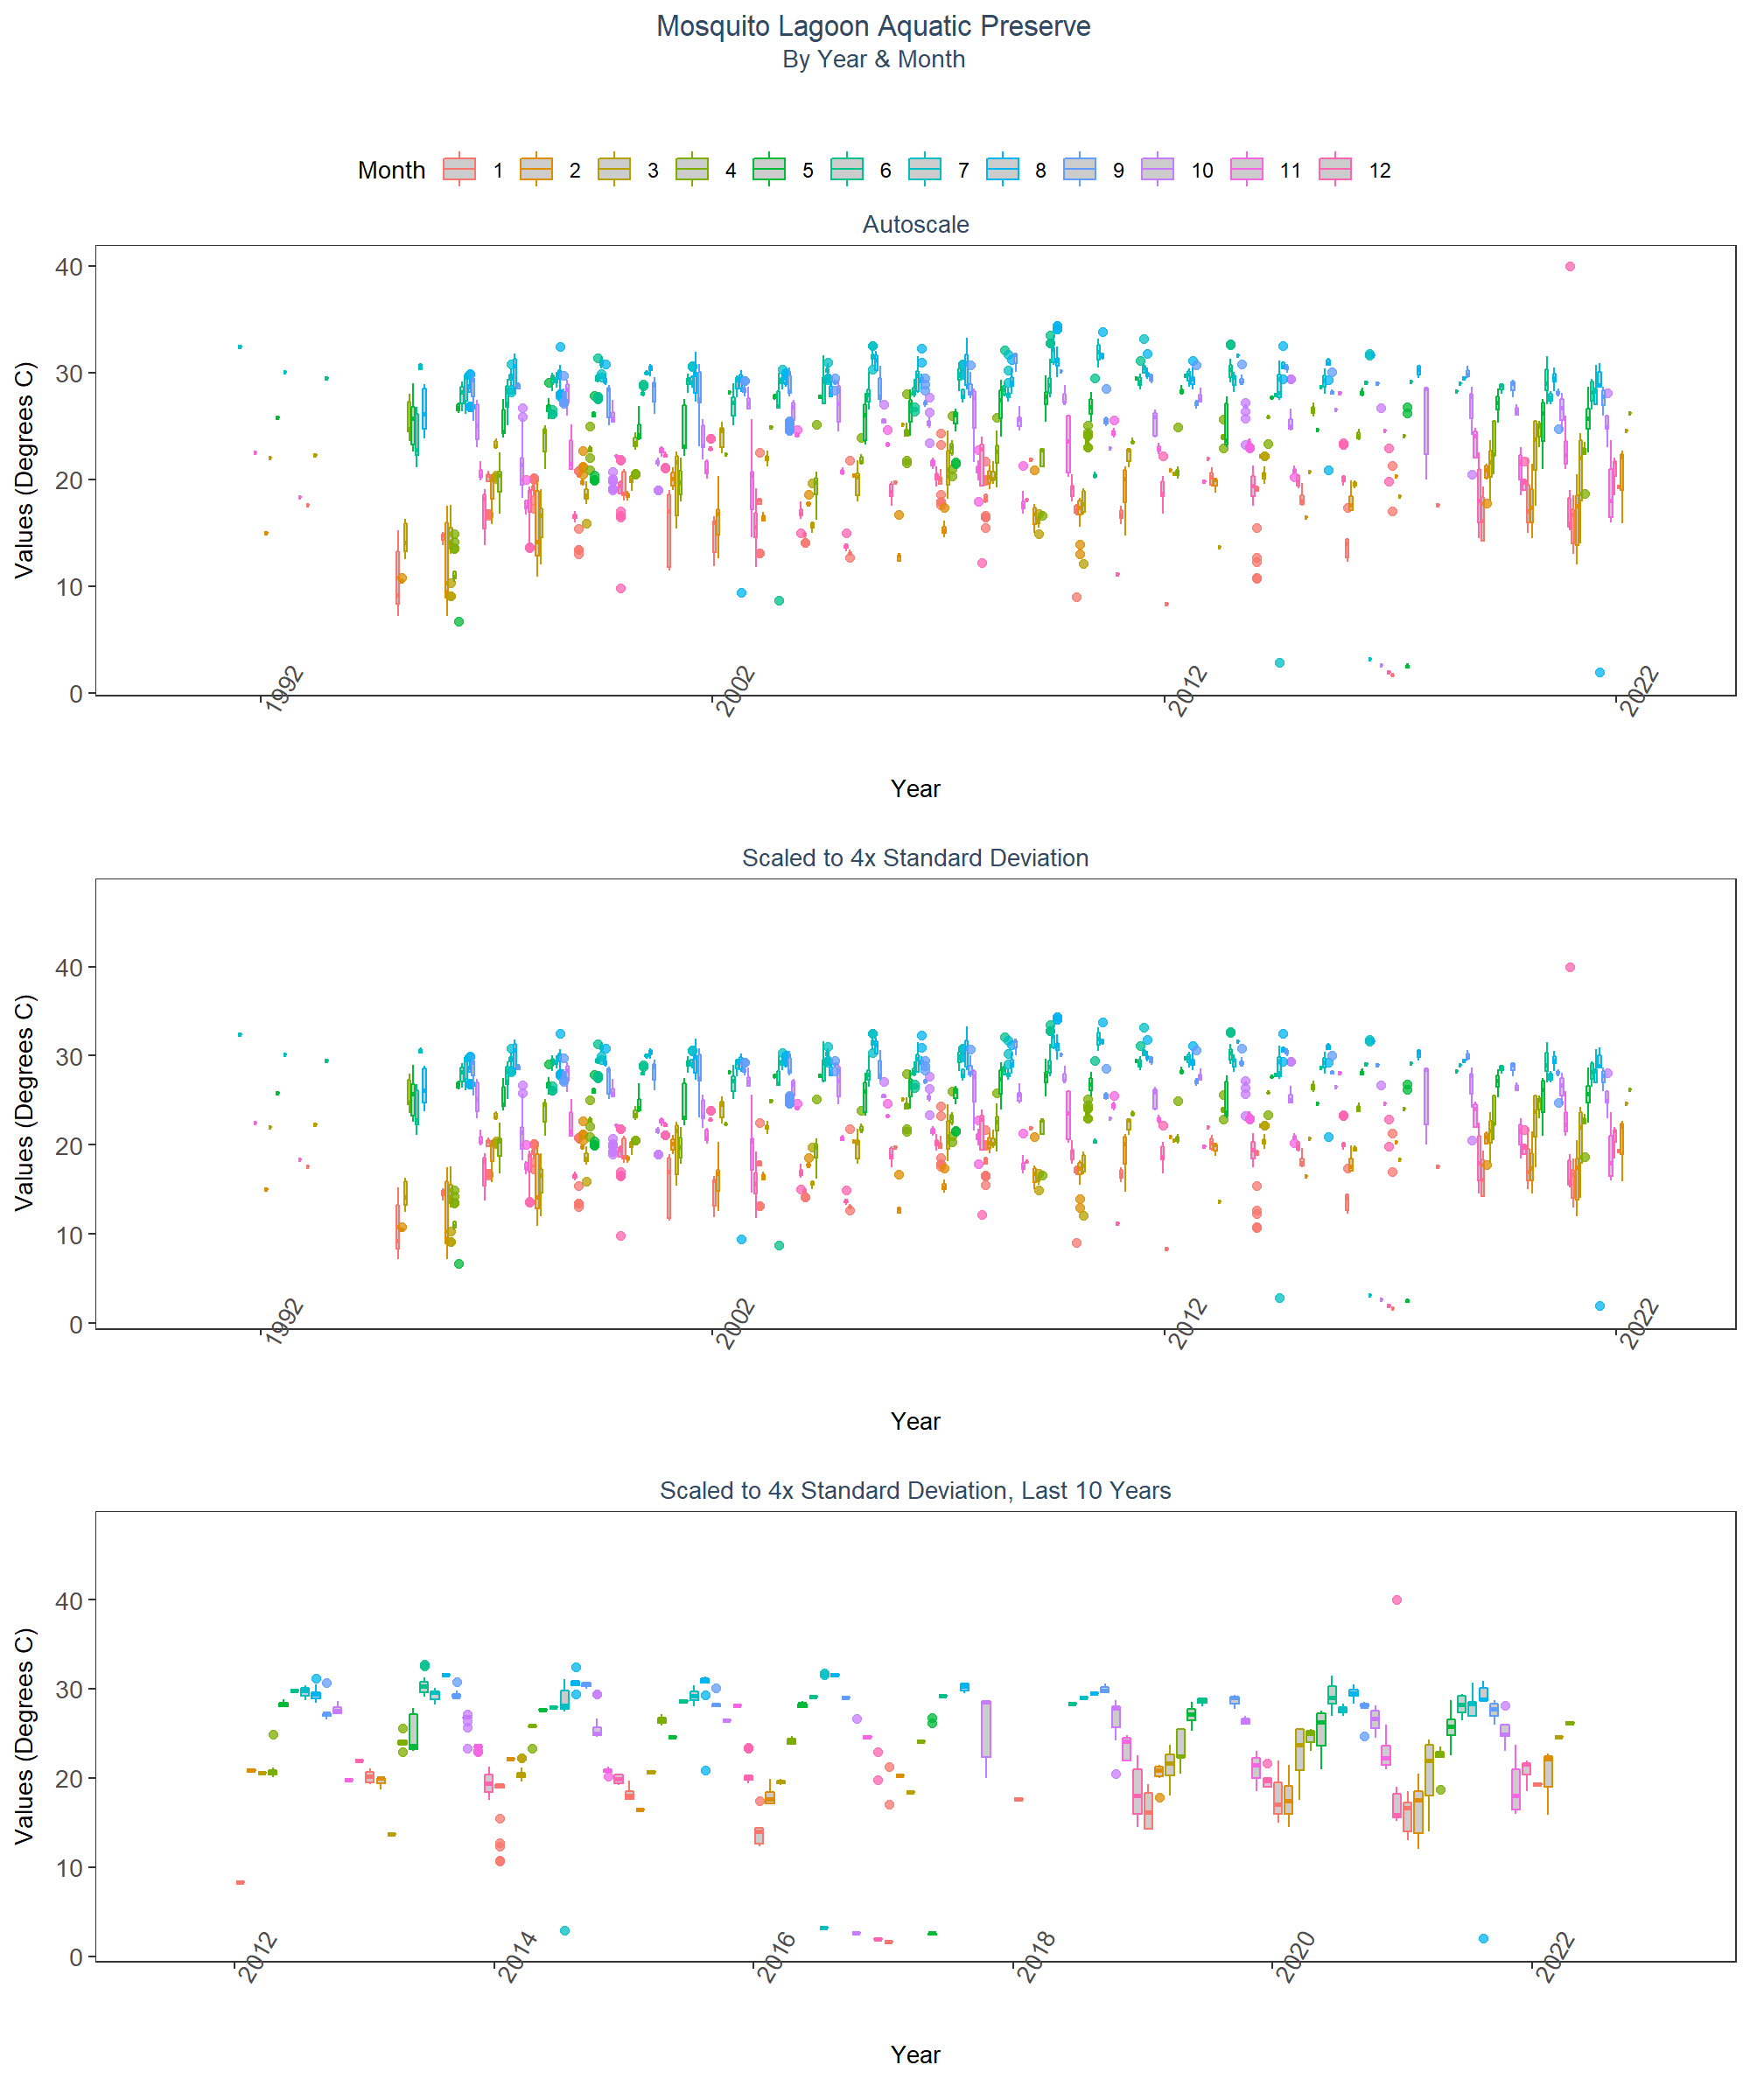 Mosquito Lagoon Aquatic Preserve
By Year & Month
Month 1 2 3 4 5 6 7 8 9 10 11 12
Autoscale
Values (Degrees C)
40
30
20
10
0
1992 2002 2012 2022
Year
Scaled to 4x Standard Deviation
Values (Degrees C)
40
30
20
10
0
1992 2002 2012 2022
Year
Scaled to 4x Standard Deviation, Last 10 Years
Values (Degrees C)
40
30
20
10
0
2012 2014 2016 2018 2020 2022
Year